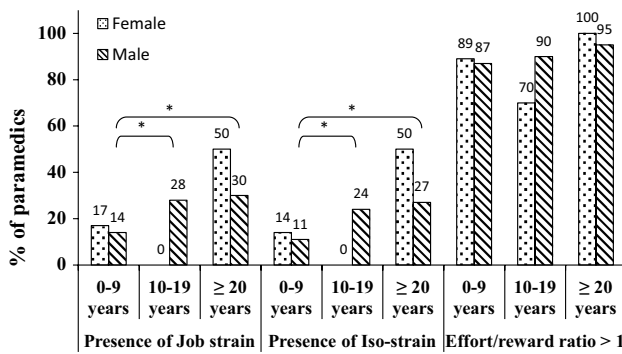 % of paramedics
100
80
60
40
20
0
Female
Male
17 14 0 28 50 30 14 11 0 24 50 27 89 87 70 90 100 95
* *
* *
0-9 10-19 ≥ 20 0-9 10-19 ≥ 20 0-9 10-19 ≥ 20
years years years years years years years years years
Presence of Job strain Presence of Iso-strain Effort/reward ratio > 1